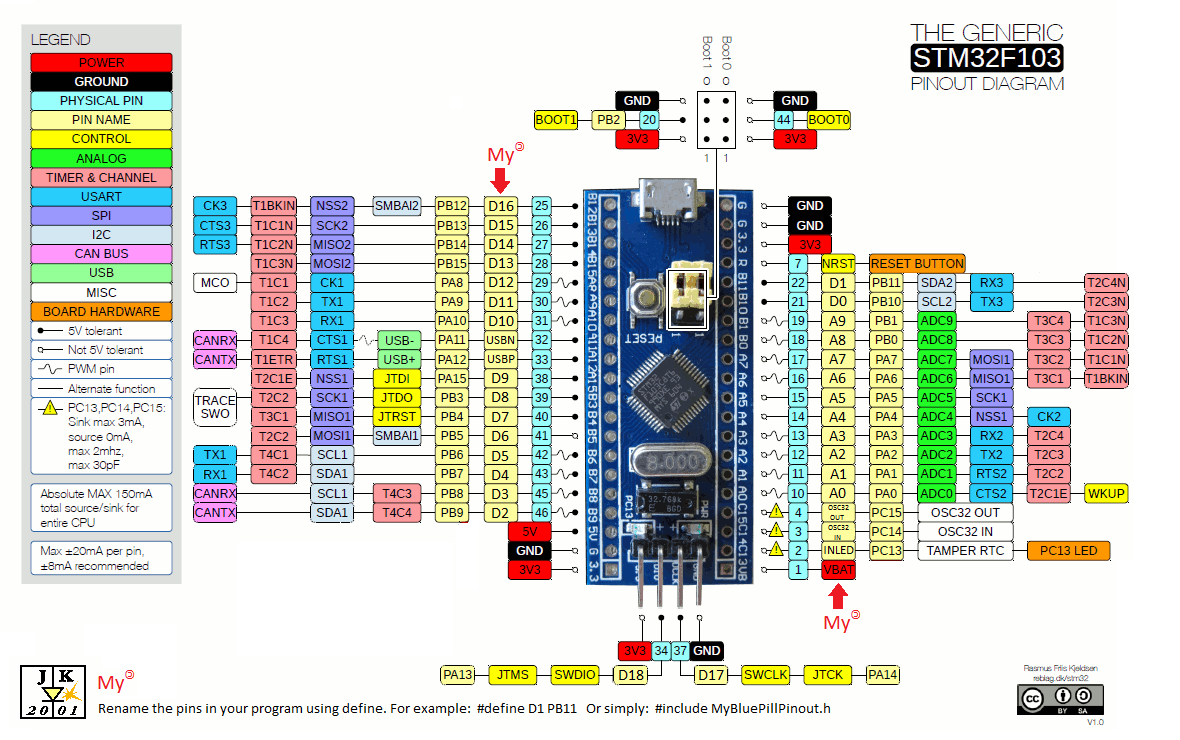 LEGEND
POWER
GROUND
PHYSICAL PIN
PIN NAME
CONTROL
ANALOG
TIMER & CHANNEL
USART
SPI
I2C
CAN BUS
USB
MISC
BOARD HARDWARE
5V tolerant
Not 5V tolerant
PWM pin
Alternate function
PC13,PC14,PC15:
Sink max 3mA,
source 0mA,
max 2mhz,
max 30pF
Absolute MAX 150mA
total source/sink for
entire CPU
Max ±20mA per pin,
±8mA recommended
THE GENERIC
STM32F103
PINOUT DIAGRAM
Boot 1 Boot 0
GND GND
BOOT1 PB2 20 44 BOOT0
3V3 3V3
1 1
My
CK3 T1BKIN NSS2 SMBAI2 PB12 D16 25
CTS3 T1C1N SCK2 PB13 D15 26
RTS3 T1C2N MISO2 PB14 D14 27
T1C3N MOSI2 PB15 D13 28
MCO T1C1 CK1 PA8 D12 29
T1C2 TX1 PA9 D11 30
T1C3 RX1 PA10 D10 31
CANRX T1C4 CTS1 USB- PA11 USBN 32
CANTX T1ETR RTS1 USB+ PA12 USBP 33
T2C1E NSS1 JTDI PA15 D9 38
TRACE
SWO
T2C2 SCK1 JTDO PB3 D8 39
T3C1 MISO1 JTRST PB4 D7 40
T2C2 MOSI1 SMBAI1 PB5 D6 41
TX1 T4C1 SCL1 PB6 D5 42
RX1 T4C2 SDA1 PB7 D4 43
CANRX SCL1 T4C3 PB8 D3 45
CANTX SDA1 T4C4 PB9 D2 46
5V
GND
3V3
B12 B13 B14 B15 A8 A9 A10 A11 A12 A15 B3 B4 B5 B6 B7 B8 B9 5V G 3.3
RESET
8.000
32.768k
PC13
PWR
G G 3.3 R B11 B10 B1 B0 A7 A6 A5 A4 A3 A2 A1 A0 C15 C14 C13 VB
GND
GND
3V3
7 NRST RESET BUTTON
22 D1 PB11 SDA2 RX3 T2C4N
21 D0 PB10 SCL2 TX3 T2C3N
19 A9 PB1 ADC9 T3C4 T1C3N
18 A8 PB0 ADC8 T3C3 T1C2N
17 A7 PA7 ADC7 MOSI1 T3C2 T1C1N
16 A6 PA6 ADC6 MISO1 T3C1 T1BKIN
15 A5 PA5 ADC5 SCK1
14 A4 PA4 ADC4 NSS1 CK2
13 A3 PA3 ADC3 RX2 T2C4
12 A2 PA2 ADC2 TX2 T2C3
11 A1 PA1 ADC1 RTS2 T2C2
10 A0 PA0 ADC0 CTS2 T2C1E WKUP
4 OSC32 OUT PC15 OSC32 OUT
3 OSC32 IN PC14 OSC32 IN
2 INLED PC13 TAMPER RTC PC13 LED
1 VBAT
My
3V3 34 37 GND
PA13 JTMS SWDIO D18 D17 SWCLK JTCK PA14
J K
2001
My
Rename the pins in your program using define. For example: #define D1 PB11 Or simply: #include MyBluePillPinout.h
Rasmus Friis Kjeldsen
reblag.dk/stm32
CC BY SA
V1.0